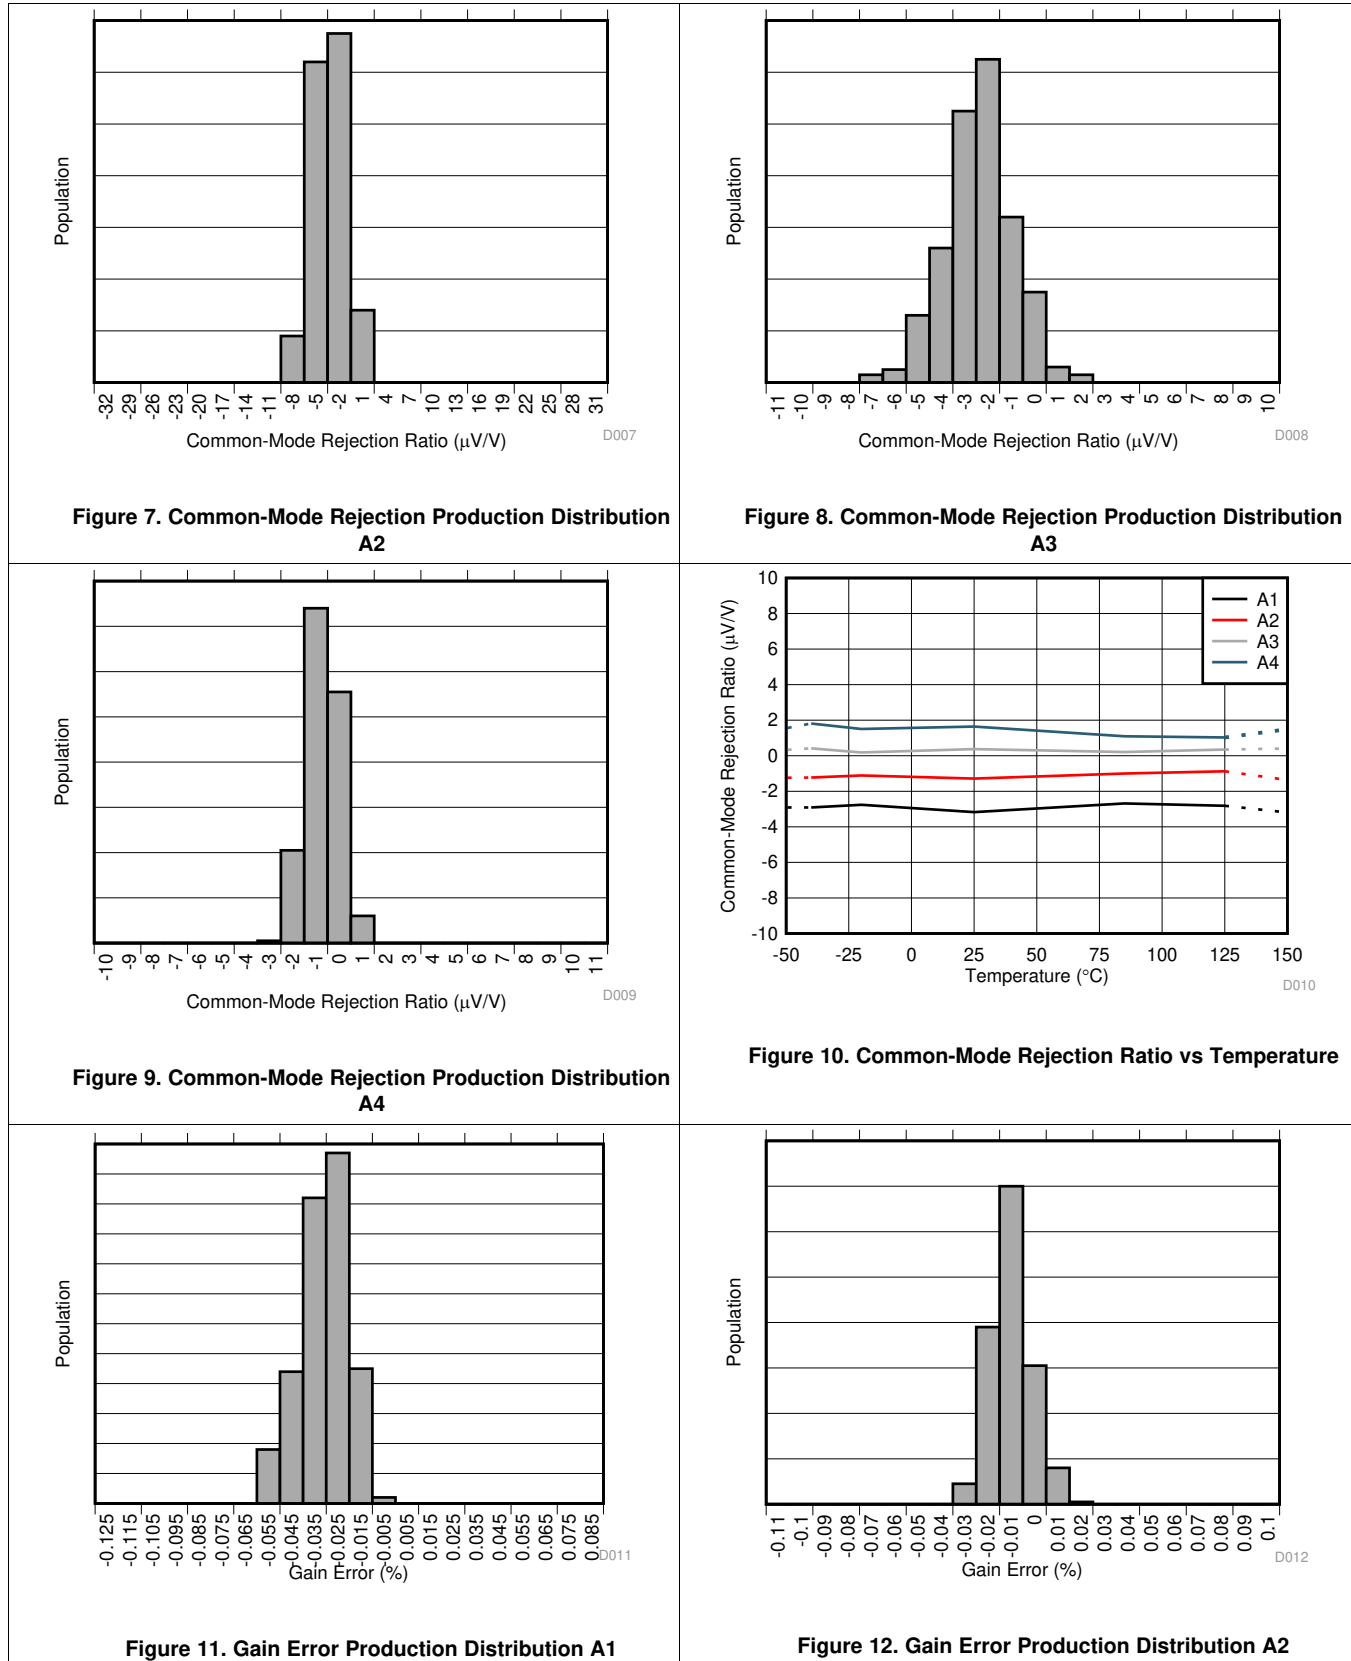 Population
-32 -29 -26 -23 -20 -17 -14 -11 -8 -5 -2 1 4 7 10 13 16 19 22 25 28 31
Common-Mode Rejection Ratio (μV/V)
D007
Figure 7. Common-Mode Rejection Production Distribution
A2
Population
-11 -10 -9 -8 -7 -6 -5 -4 -3 -2 -1 0 1 2 3 4 5 6 7 8 9 10
Common-Mode Rejection Ratio (μV/V)
D008
Figure 8. Common-Mode Rejection Production Distribution
A3
Population
-10 -9 -8 -7 -6 -5 -4 -3 -2 -1 0 1 2 3 4 5 6 7 8 9 10 11
Common-Mode Rejection Ratio (μV/V)
D009
Figure 9. Common-Mode Rejection Production Distribution
A4
Common-Mode Rejection Ratio (μV/V)
10
8
6
4
2
0
-2
-4
-6
-8
-10
A1
A2
A3
A4
-50 -25 0 25 50 75 100 125 150
Temperature (°C)
D010
Figure 10. Common-Mode Rejection Ratio vs Temperature
Population
-0.125 -0.115 -0.105 -0.095 -0.085 -0.075 -0.065 -0.055 -0.045 -0.035 -0.025 -0.015 -0.005 0.005 0.015 0.025 0.035 0.045 0.055 0.065 0.075 0.085
Gain Error (%)
D011
Figure 11. Gain Error Production Distribution A1
Population
-0.11 -0.1 -0.09 -0.08 -0.07 -0.06 -0.05 -0.04 -0.03 -0.02 -0.01 0 0.01 0.02 0.03 0.04 0.05 0.06 0.07 0.08 0.09 0.1
Gain Error (%)
D012
Figure 12. Gain Error Production Distribution A2